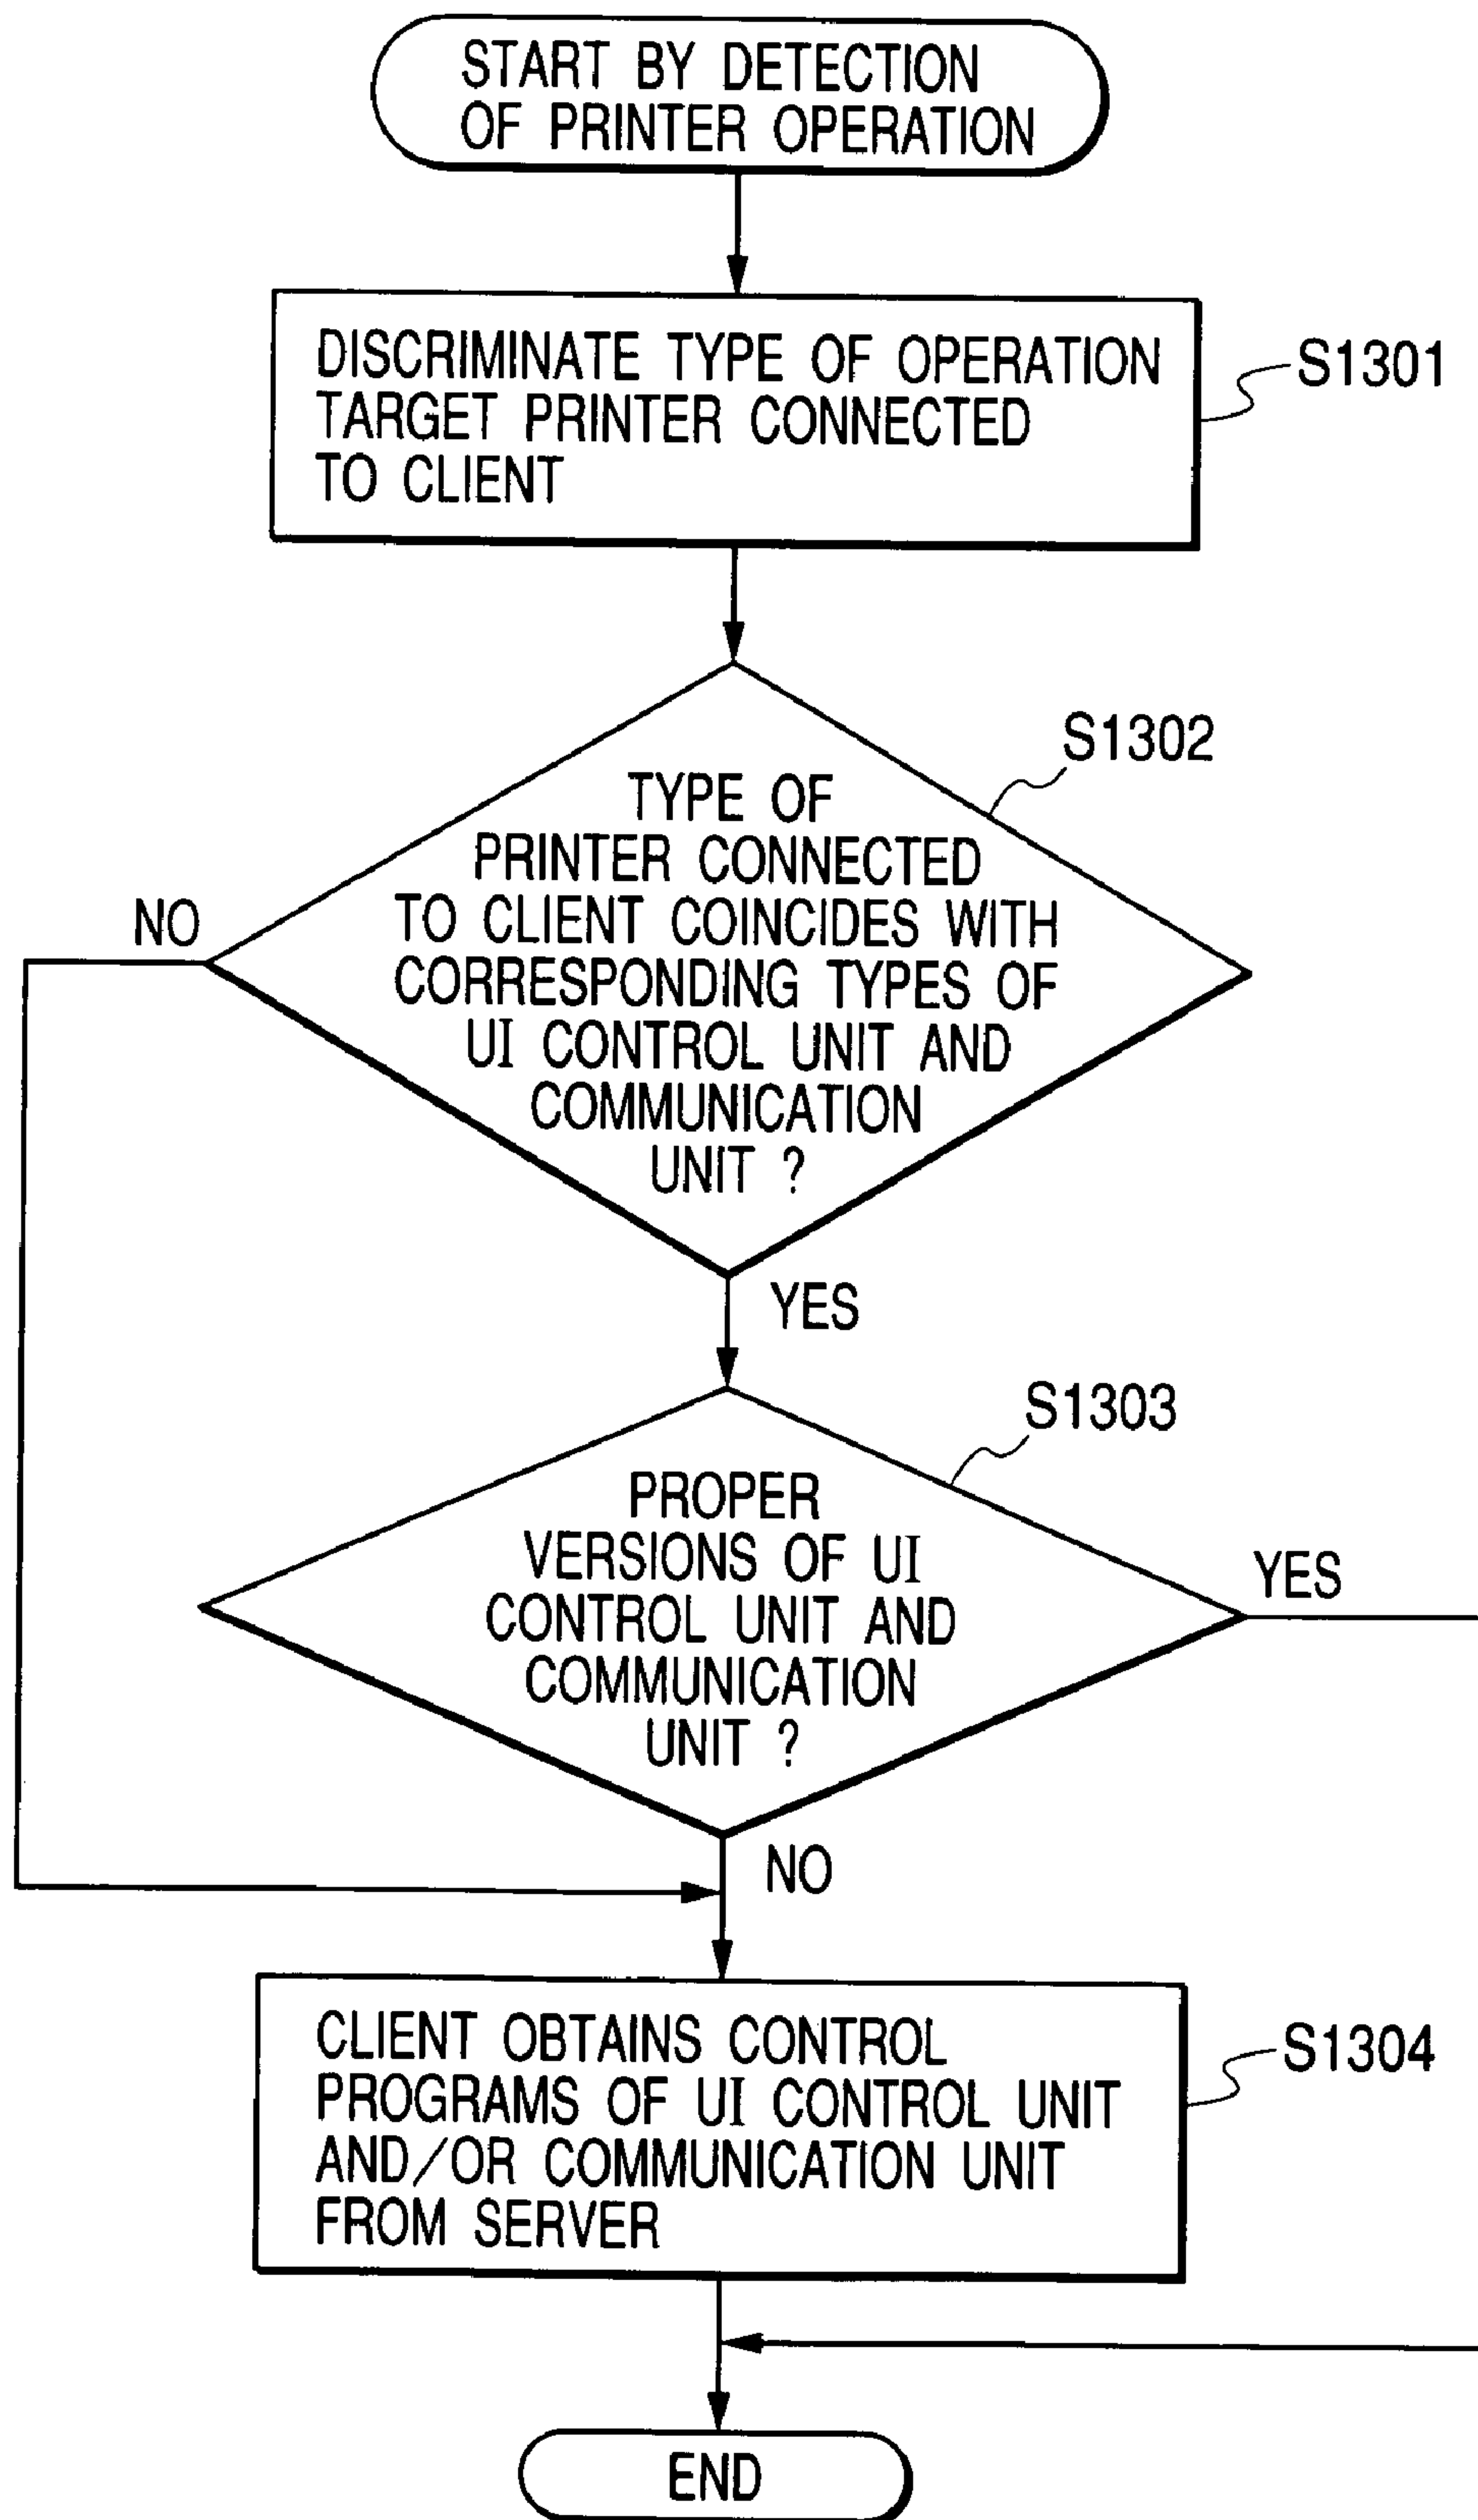 START BY DETECTION
OF PRINTER OPERATION
DISCRIMINATE TYPE OF OPERATION
TARGET PRINTER CONNECTED
TO CLIENT
S1301
S1302
TYPE OF
PRINTER CONNECTED
TO CLIENT COINCIDES WITH
CORRESPONDING TYPES OF
UI CONTROL UNIT AND
COMMUNICATION
UNIT ?
NO
YES
S1303
PROPER
VERSIONS OF UI
CONTROL UNIT AND
COMMUNICATION
UNIT ?
YES
NO
CLIENT OBTAINS CONTROL
PROGRAMS OF UI CONTROL UNIT
AND/OR COMMUNICATION UNIT
FROM SERVER
S1304
END